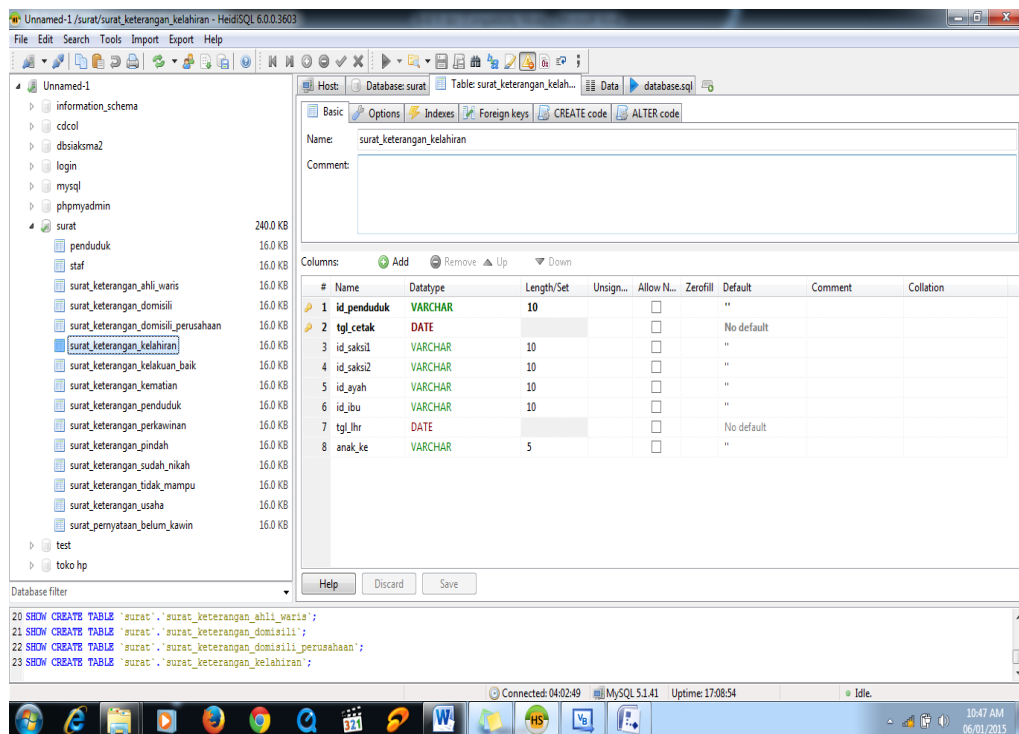 Unnamed-1 /surat/surat_keterangan_kelahiran - HeidiSQL 6.0.0.3603
File Edit Search Tools Import Export Help
Unnamed-1
information_schema
cdcol
dbsiaksma2
login
mysql
phpmyadmin
surat 240.0 KB
penduduk 16.0 KB
staf 16.0 KB
surat_keterangan_ahli_waris 16.0 KB
surat_keterangan_domisili 16.0 KB
surat_keterangan_domisili_perusahaan 16.0 KB
surat_keterangan_kelahiran 16.0 KB
surat_keterangan_kelakuan_baik 16.0 KB
surat_keterangan_kematian 16.0 KB
surat_keterangan_penduduk 16.0 KB
surat_keterangan_perkawinan 16.0 KB
surat_keterangan_pindah 16.0 KB
surat_keterangan_sudah_nikah 16.0 KB
surat_keterangan_tidak_mampu 16.0 KB
surat_keterangan_usaha 16.0 KB
surat_pernyataan_belum_kawin 16.0 KB
test
toko hp
Database filter
Host: Database: surat Table: surat_keterangan_kelah... Data database.sql
Basic Options Indexes Foreign keys CREATE code ALTER code
Name: surat_keterangan_kelahiran
Comment:
Columns: Add Remove Up Down
# Name Datatype Length/Set Unsign... Allow N... Zerofill Default Comment Collation
1 id_penduduk VARCHAR 10 ''
2 tgl_cetak DATE No default
3 id_saksi1 VARCHAR 10 ''
4 id_saksi2 VARCHAR 10 ''
5 id_ayah VARCHAR 10 ''
6 id_ibu VARCHAR 10 ''
7 tgl_lhr DATE No default
8 anak_ke VARCHAR 5 ''
Help Discard Save
20 SHOW CREATE TABLE `surat`.`surat_keterangan_ahli_waris`;
21 SHOW CREATE TABLE `surat`.`surat_keterangan_domisili`;
22 SHOW CREATE TABLE `surat`.`surat_keterangan_domisili_perusahaan`;
23 SHOW CREATE TABLE `surat`.`surat_keterangan_kelahiran`;
Connected: 04:02:49 MySQL 5.1.41 Uptime: 17:08:54 Idle.
321 W HS VB
10:47 AM
06/01/2015